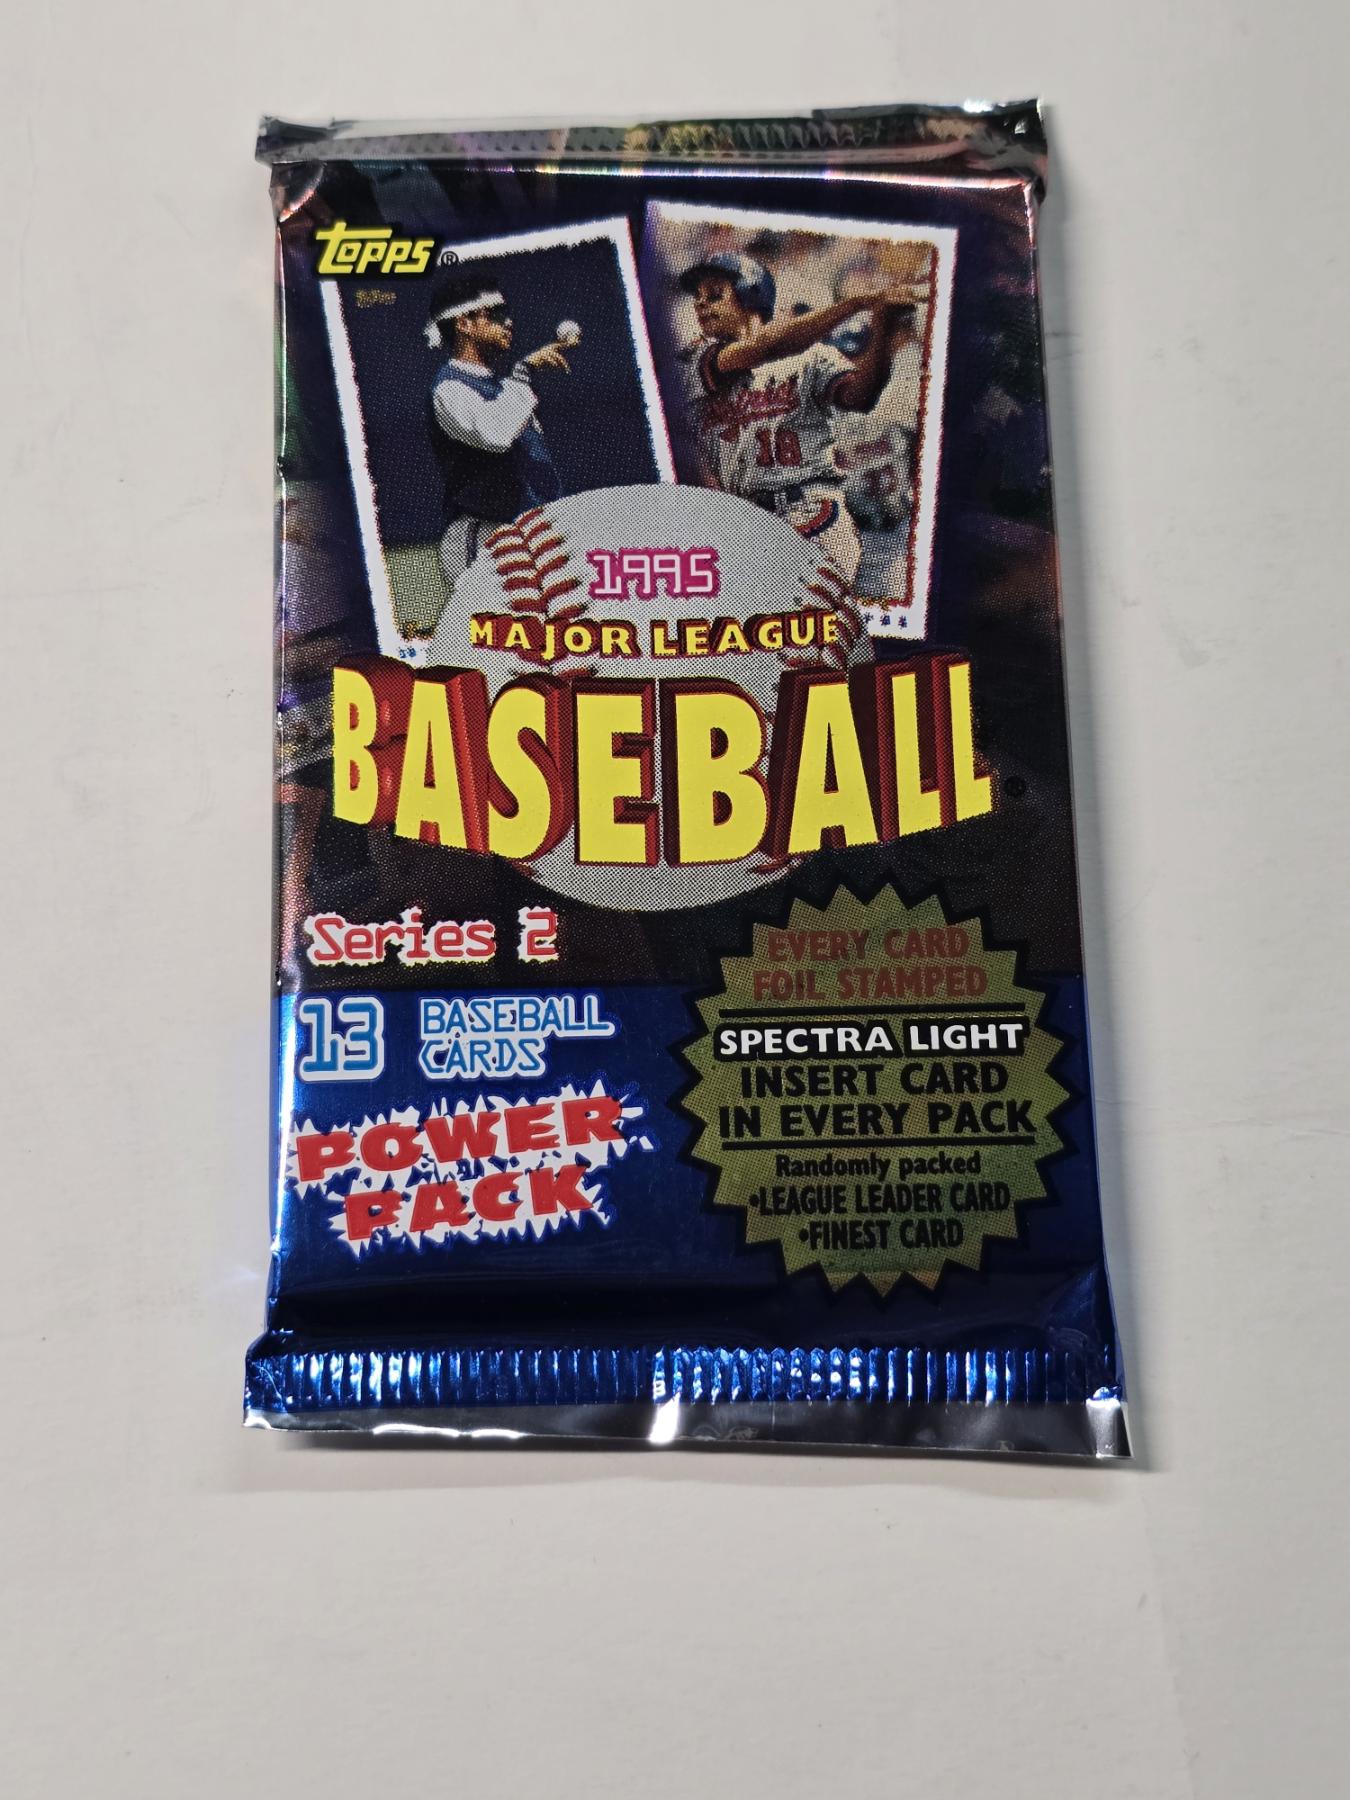 topps®
1995
MAJOR LEAGUE
BASEBALL®
Series 2
13 BASEBALL
CARDS
POWER
PACK
EVERY CARD
FOIL STAMPED
SPECTRA LIGHT
INSERT CARD
IN EVERY PACK
Randomly packed
•LEAGUE LEADER CARD
•FINEST CARD
18